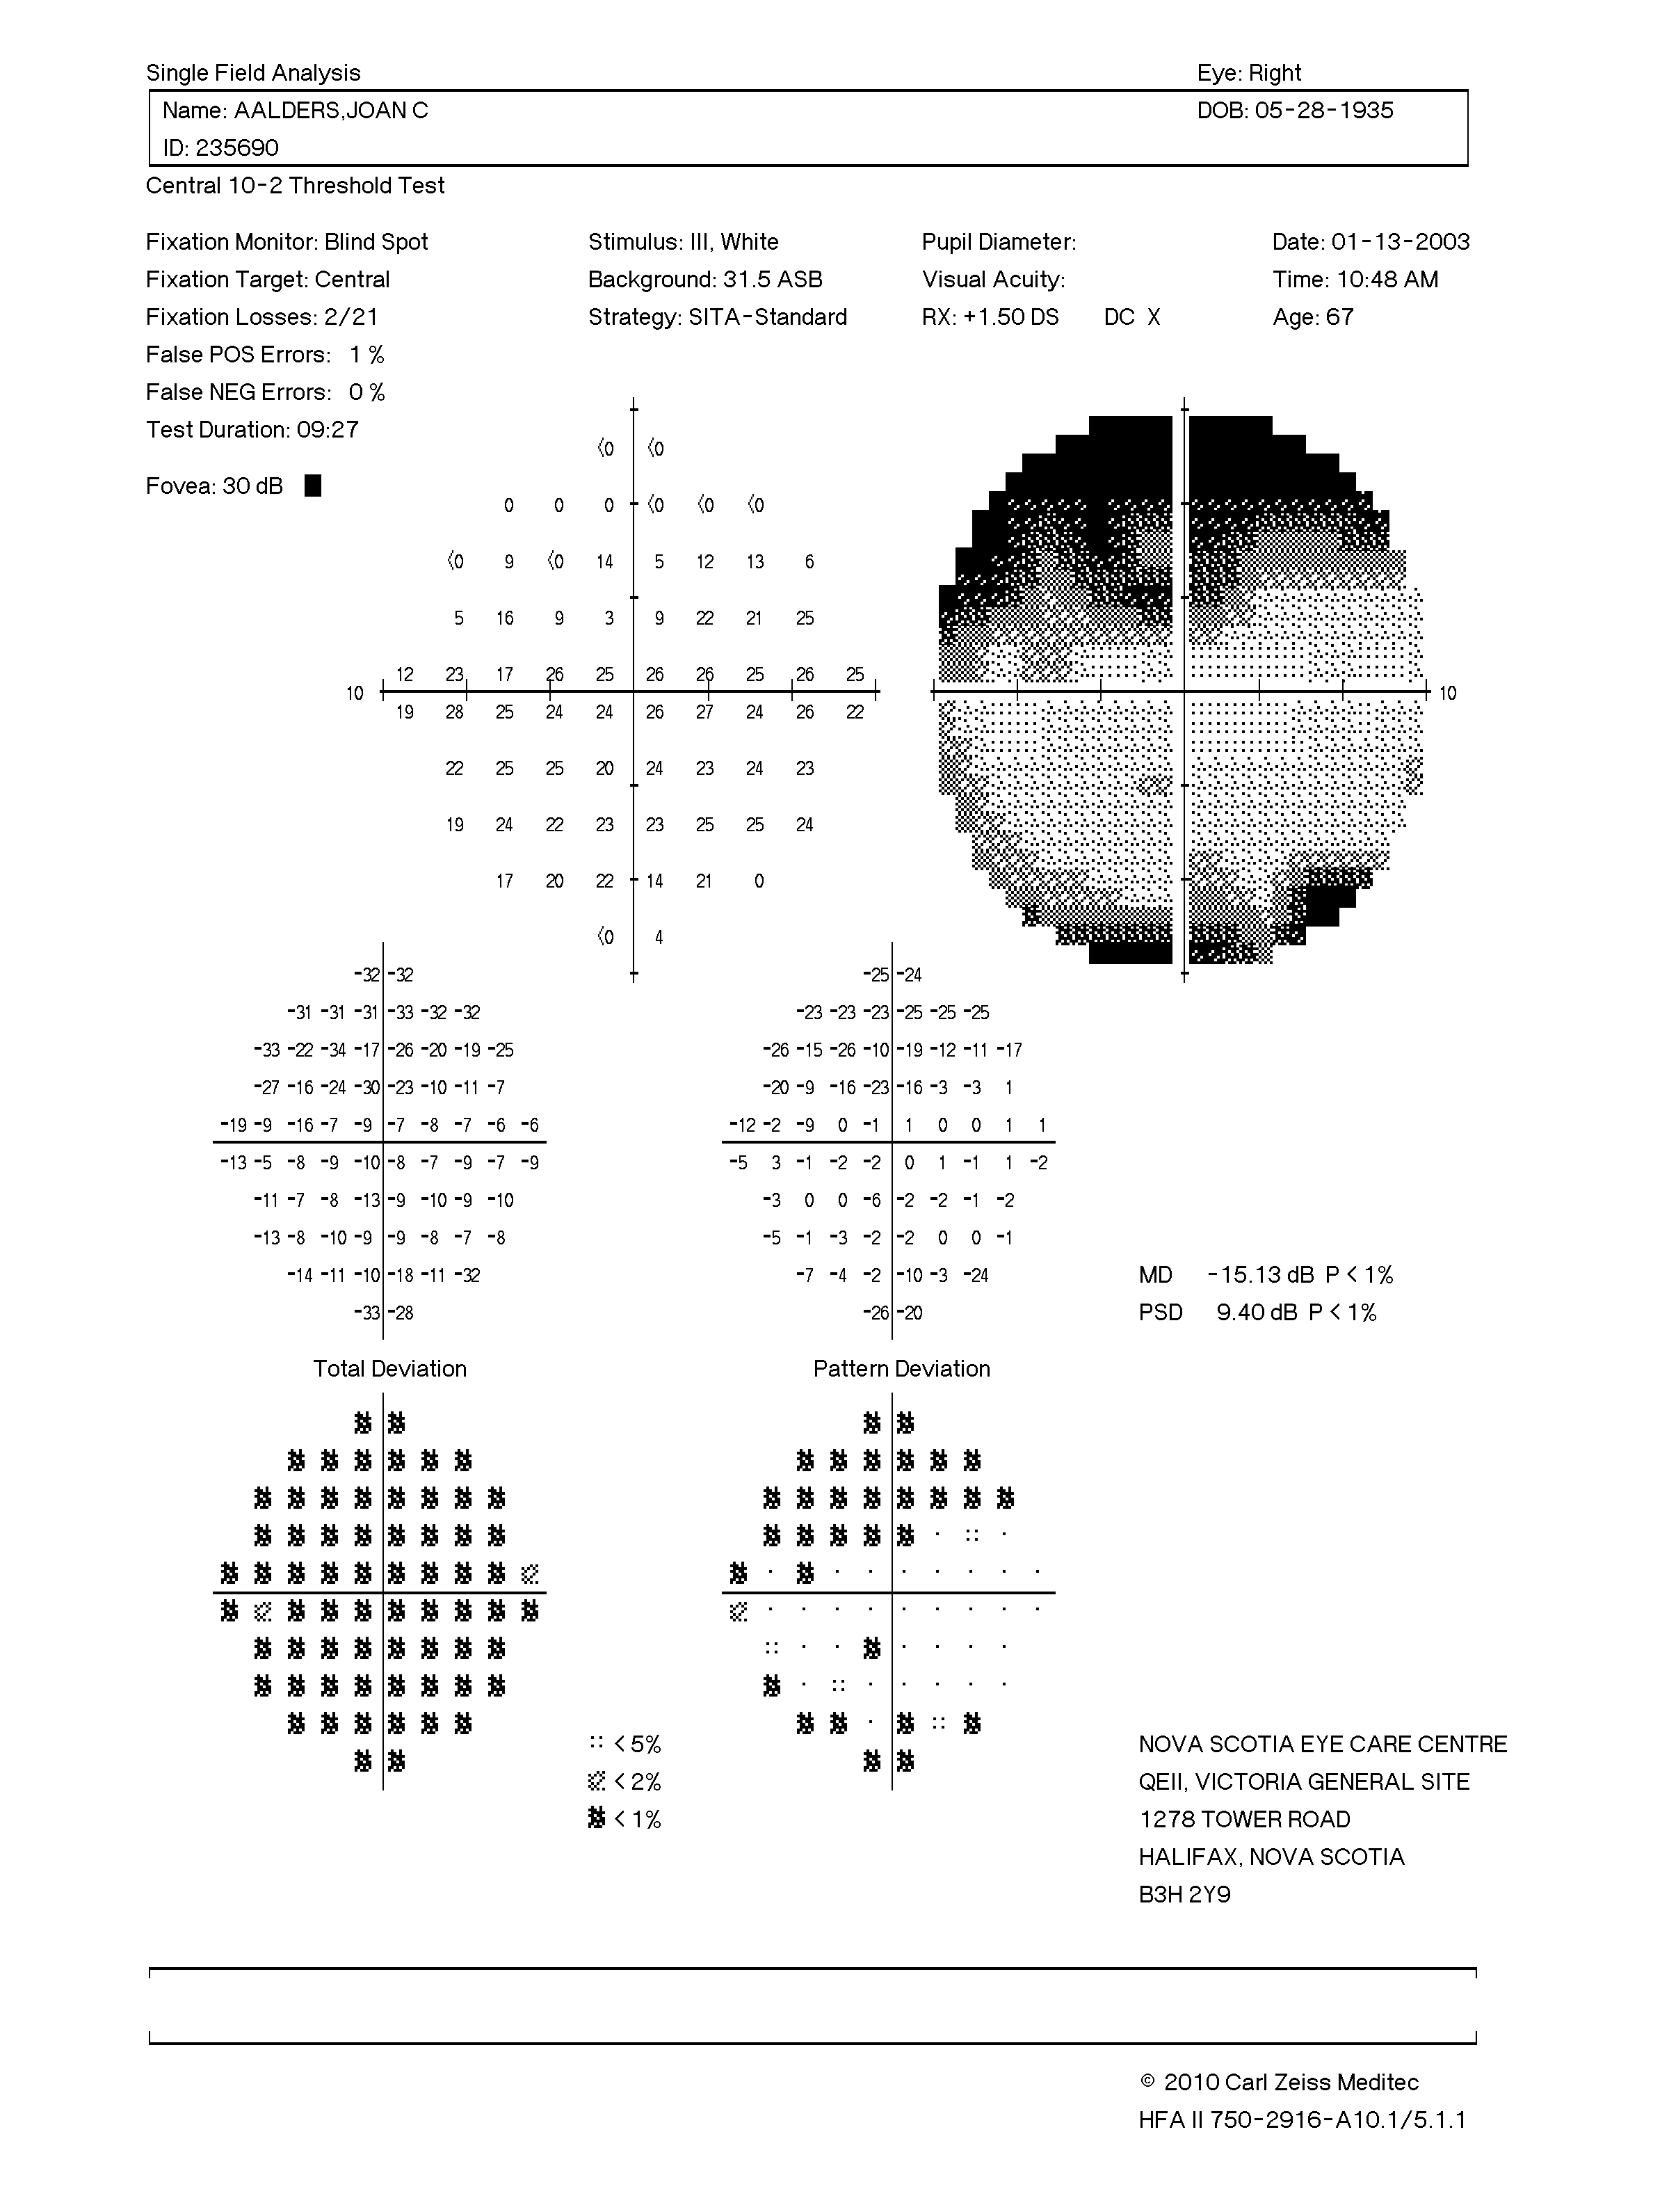 Single Field Analysis Eye: Right
Name: AALDERS,JOAN C DOB: 05-28-1935
ID: 235690
Central 10-2 Threshold Test
Fixation Monitor: Blind Spot Stimulus: III, White Pupil Diameter: Date: 01-13-2003
Fixation Target: Central Background: 31.5 ASB Visual Acuity: Time: 10:48 AM
Fixation Losses: 2/21 Strategy: SITA-Standard RX: +1.50 DS DC X Age: 67
False POS Errors: 1 %
False NEG Errors: 0 %
Test Duration: 09:27
Fovea: 30 dB
<0 <0
0 0 0 <0 <0 <0
<0 9 <0 14 5 12 13 6
5 16 9 3 9 22 21 25
12 23 17 26 25 26 26 25 26 25
10 10
19 28 25 24 24 26 27 24 26 22
22 25 25 20 24 23 24 23
19 24 22 23 23 25 25 24
17 20 22 14 21 0
<0 4
-32 -32 -25 -24
-31 -31 -31 -33 -32 -32 -23 -23 -23 -25 -25 -25
-33 -22 -34 -17 -26 -20 -19 -25 -26 -15 -26 -10 -19 -12 -11 -17
-27 -16 -24 -30 -23 -10 -11 -7 -20 -9 -16 -23 -16 -3 -3 1
-19 -9 -16 -7 -9 -7 -8 -7 -6 -6 -12 -2 -9 0 -1 1 0 0 1 1
-13 -5 -8 -9 -10 -8 -7 -9 -7 -9 -5 3 -1 -2 -2 0 1 -1 1 -2
-11 -7 -8 -13 -9 -10 -9 -10 -3 0 0 -6 -2 -2 -1 -2
-13 -8 -10 -9 -9 -8 -7 -8 -5 -1 -3 -2 -2 0 0 -1
-14 -11 -10 -18 -11 -32 -7 -4 -2 -10 -3 -24 MD -15.13 dB P < 1%
-33 -28 -26 -20 PSD 9.40 dB P < 1%
Total Deviation Pattern Deviation
< 5% NOVA SCOTIA EYE CARE CENTRE
< 2% QEII, VICTORIA GENERAL SITE
< 1% 1278 TOWER ROAD
HALIFAX, NOVA SCOTIA
B3H 2Y9
© 2010 Carl Zeiss Meditec
HFA II 750-2916-A10.1/5.1.1